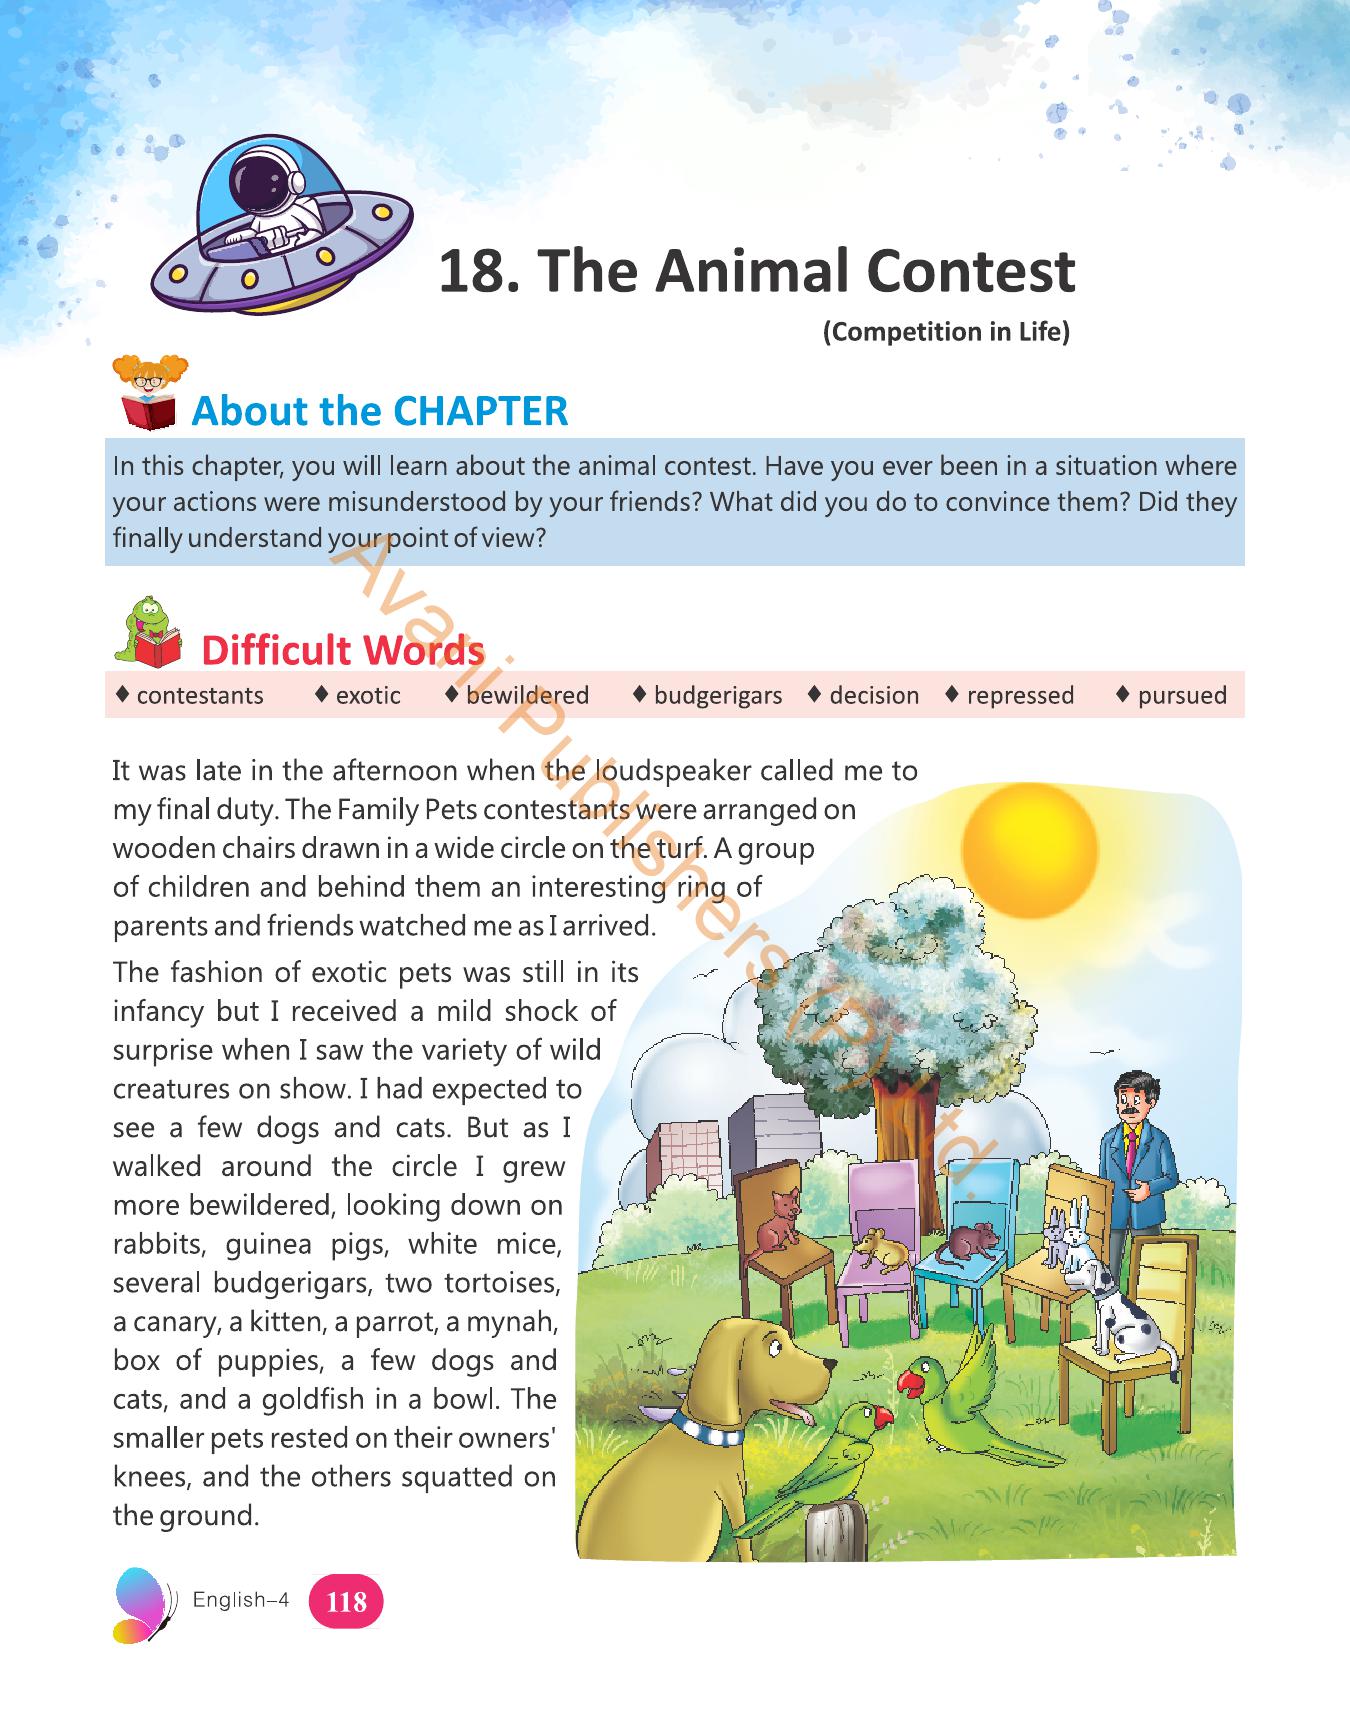 18. The Animal Contest
(Competition in Life)
About the CHAPTER
In this chapter, you will learn about the animal contest. Have you ever been in a situation where
your actions were misunderstood by your friends? What did you do to convince them? Did they
finally understand your point of view?
Difficult Words
♦ contestants ♦ exotic ♦ bewildered ♦ budgerigars ♦ decision ♦ repressed ♦ pursued
It was late in the afternoon when the loudspeaker called me to
my final duty. The Family Pets contestants were arranged on
wooden chairs drawn in a wide circle on the turf. A group
of children and behind them an interesting ring of
parents and friends watched me as I arrived.
The fashion of exotic pets was still in its
infancy but I received a mild shock of
surprise when I saw the variety of wild
creatures on show. I had expected to
see a few dogs and cats. But as I
walked around the circle I grew
more bewildered, looking down on
rabbits, guinea pigs, white mice,
several budgerigars, two tortoises,
a canary, a kitten, a parrot, a mynah,
box of puppies, a few dogs and
cats, and a goldfish in a bowl. The
smaller pets rested on their owners'
knees, and the others squatted on
the ground.
Avani Publishers (P) Ltd.
English–4 118